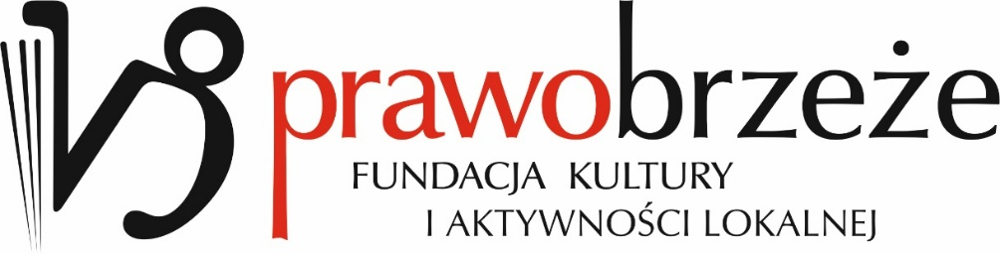 prawobrzeże
FUNDACJA KULTURY
I AKTYWNOŚCI LOKALNEJ